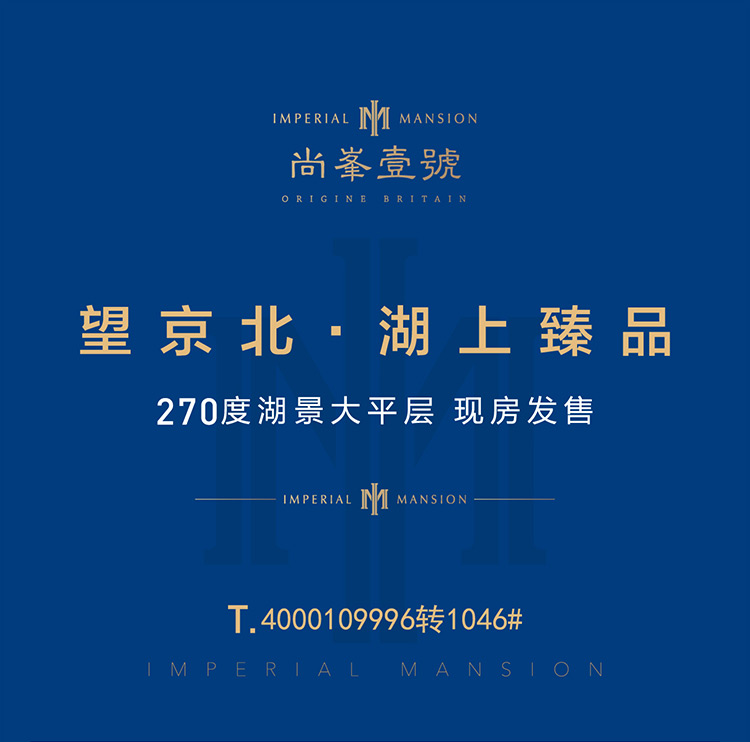 IMPERIAL MANSION
尚峯壹號
ORIGINE BRITAIN
望京北·湖上臻品
270度湖景大平层 现房发售
IMPERIAL MANSION
T.4000109996转1046#
IMPERIAL MANSION